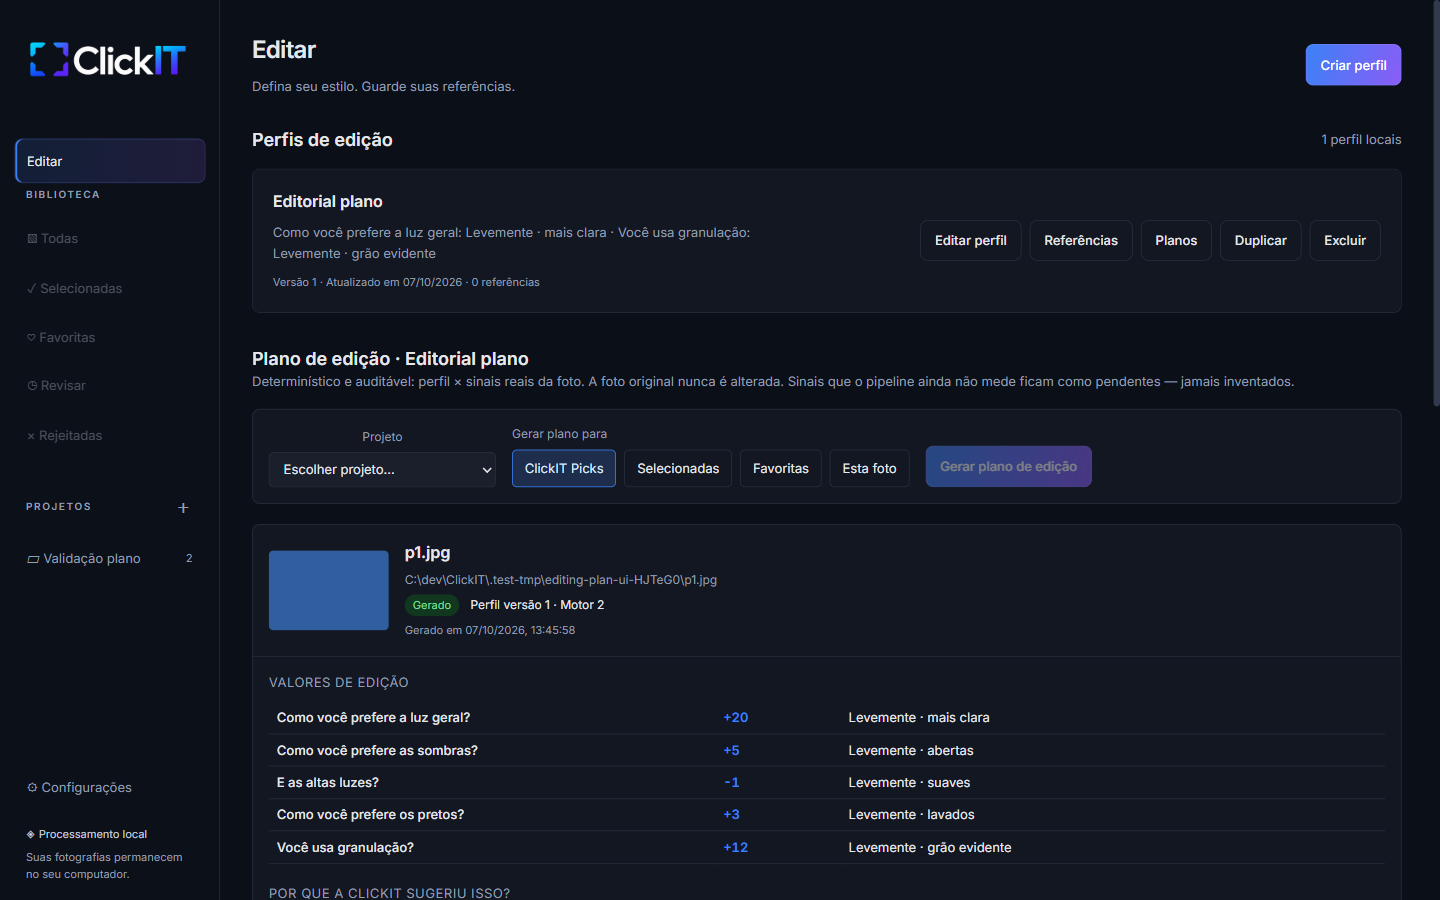 ClickIT
Editar
BIBLIOTECA
Todas
✓ Selecionadas
♡ Favoritas
Revisar
× Rejeitadas
PROJETOS +
Validação plano 2
Configurações
Processamento local
Suas fotografias permanecem
no seu computador.
Editar
Defina seu estilo. Guarde suas referências.
Criar perfil
Perfis de edição
1 perfil locais
Editorial plano
Como você prefere a luz geral: Levemente · mais clara · Você usa granulação:
Levemente · grão evidente
Versão 1 · Atualizado em 07/10/2026 · 0 referências
Editar perfil
Referências
Planos
Duplicar
Excluir
Plano de edição · Editorial plano
Determinístico e auditável: perfil × sinais reais da foto. A foto original nunca é alterada. Sinais que o pipeline ainda não mede ficam como pendentes — jamais inventados.
Projeto
Escolher projeto...
Gerar plano para
ClickIT Picks
Selecionadas
Favoritas
Esta foto
Gerar plano de edição
p1.jpg
C:\dev\ClickIT\.test-tmp\editing-plan-ui-HJTeG0\p1.jpg
Gerado Perfil versão 1 · Motor 2
Gerado em 07/10/2026, 13:45:58
VALORES DE EDIÇÃO
Como você prefere a luz geral? +20 Levemente · mais clara
Como você prefere as sombras? +5 Levemente · abertas
E as altas luzes? -1 Levemente · suaves
Como você prefere os pretos? +3 Levemente · lavados
Você usa granulação? +12 Levemente · grão evidente
POR QUE A CLICKIT SUGERIU ISSO?